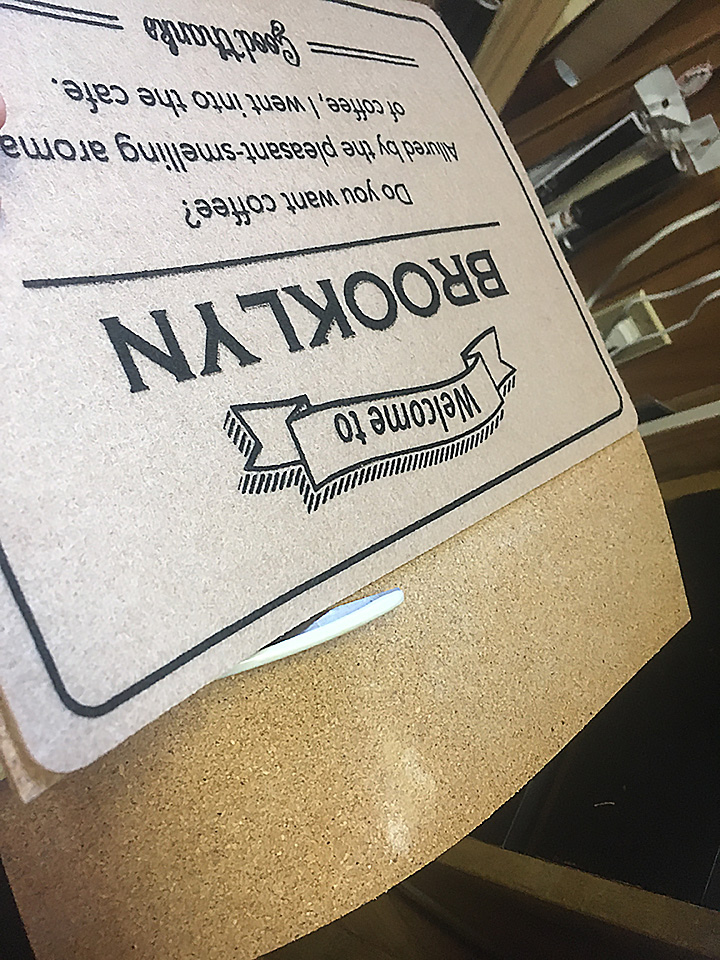 Welcome to
BROOKLYN
Do you want coffee?
Allured by the pleasant-smelling aroma
of coffee, I went into the cafe.
Good thanks